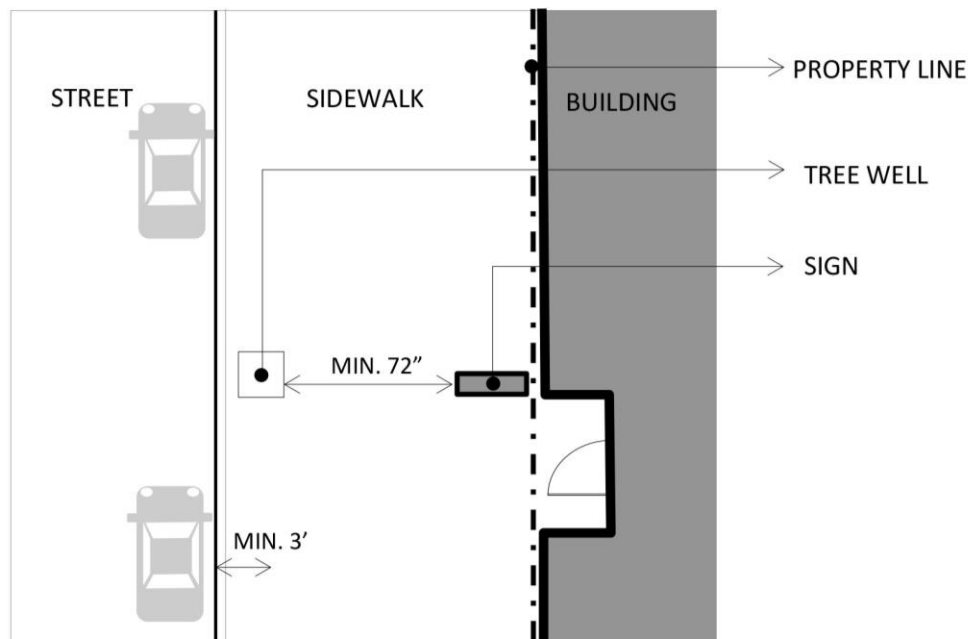 PROPERTY LINE
STREET
SIDEWALK
BUILDING
TREE WELL
SIGN
MIN. 72”
MIN. 3’